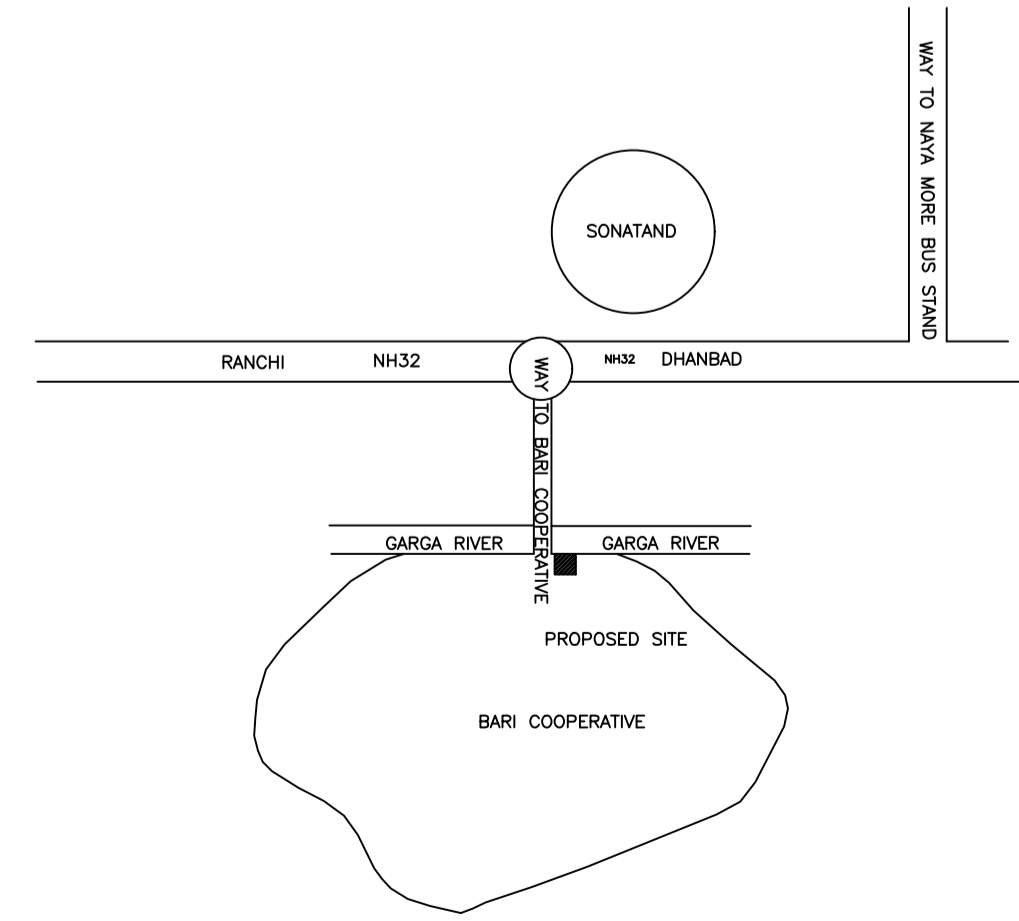 WAY TO NAYA MORE BUS STAND
SONATAND
RANCHI
NH32
NH32
DHANBAD
WAY TO BARI COOPERATIVE
GARGA RIVER
GARGA RIVER
PROPOSED SITE
BARI COOPERATIVE